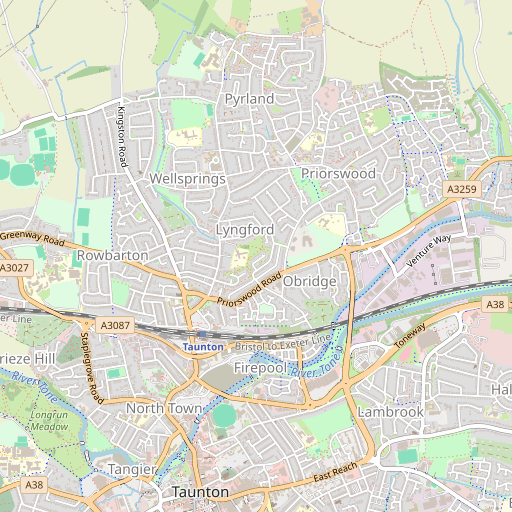 Pyrland
Kingston Road
Priorswood
Wellsprings
A3259
Lyngford
Greenway Road
Venture Way
Rowbarton
A3027
Obridge
Priorswood Road
A38
A3087
Toneway
Taunton
Bristol to Exeter Line
Staplegrove Road
River Tone
Firepool
River Tone
Longrun
Meadow
North Town
Lambrook
Tangier
East Reach
A38
Taunton